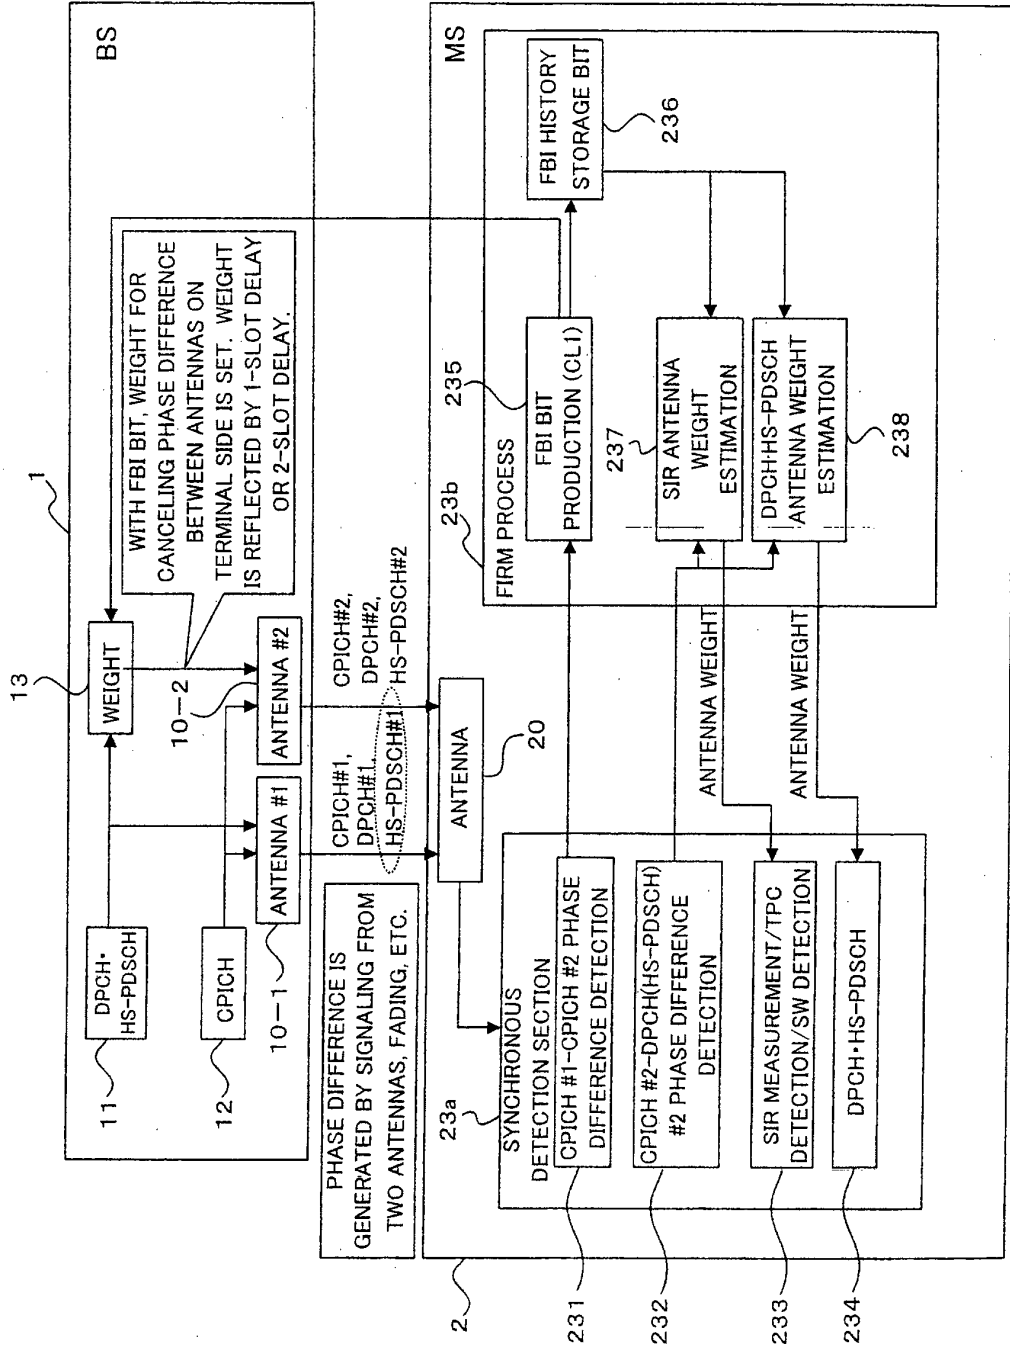 1
BS
11
DPCH•
HS-PDSCH
12
CPICH
13
WEIGHT
WITH FBI BIT, WEIGHT FOR
CANCELING PHASE DIFFERENCE
BETWEEN ANTENNAS ON
TERMINAL SIDE IS SET. WEIGHT
IS REFLECTED BY 1-SLOT DELAY
OR 2-SLOT DELAY.
10-1
ANTENNA #1
10-2
ANTENNA #2
PHASE DIFFERENCE IS
GENERATED BY SIGNALING FROM
TWO ANTENNAS, FADING, ETC.
CPICH#1,
DPCH#1,
HS-PDSCH#1
CPICH#2,
DPCH#2,
HS-PDSCH#2
2
MS
ANTENNA
20
23a
SYNCHRONOUS
DETECTION SECTION
CPICH #1-CPICH #2 PHASE
DIFFERENCE DETECTION
231
CPICH #2-DPCH(HS-PDSCH)
#2 PHASE DIFFERENCE
DETECTION
232
SIR MEASUREMENT/TPC
DETECTION/SW DETECTION
233
DPCH•HS-PDSCH
234
ANTENNA WEIGHT
ANTENNA WEIGHT
23b
FIRM PROCESS
235
FBI BIT
PRODUCTION (CL1)
FBI HISTORY
STORAGE BIT
236
237
SIR ANTENNA
WEIGHT
ESTIMATION
DPCH•HS-PDSCH
ANTENNA WEIGHT
ESTIMATION
238